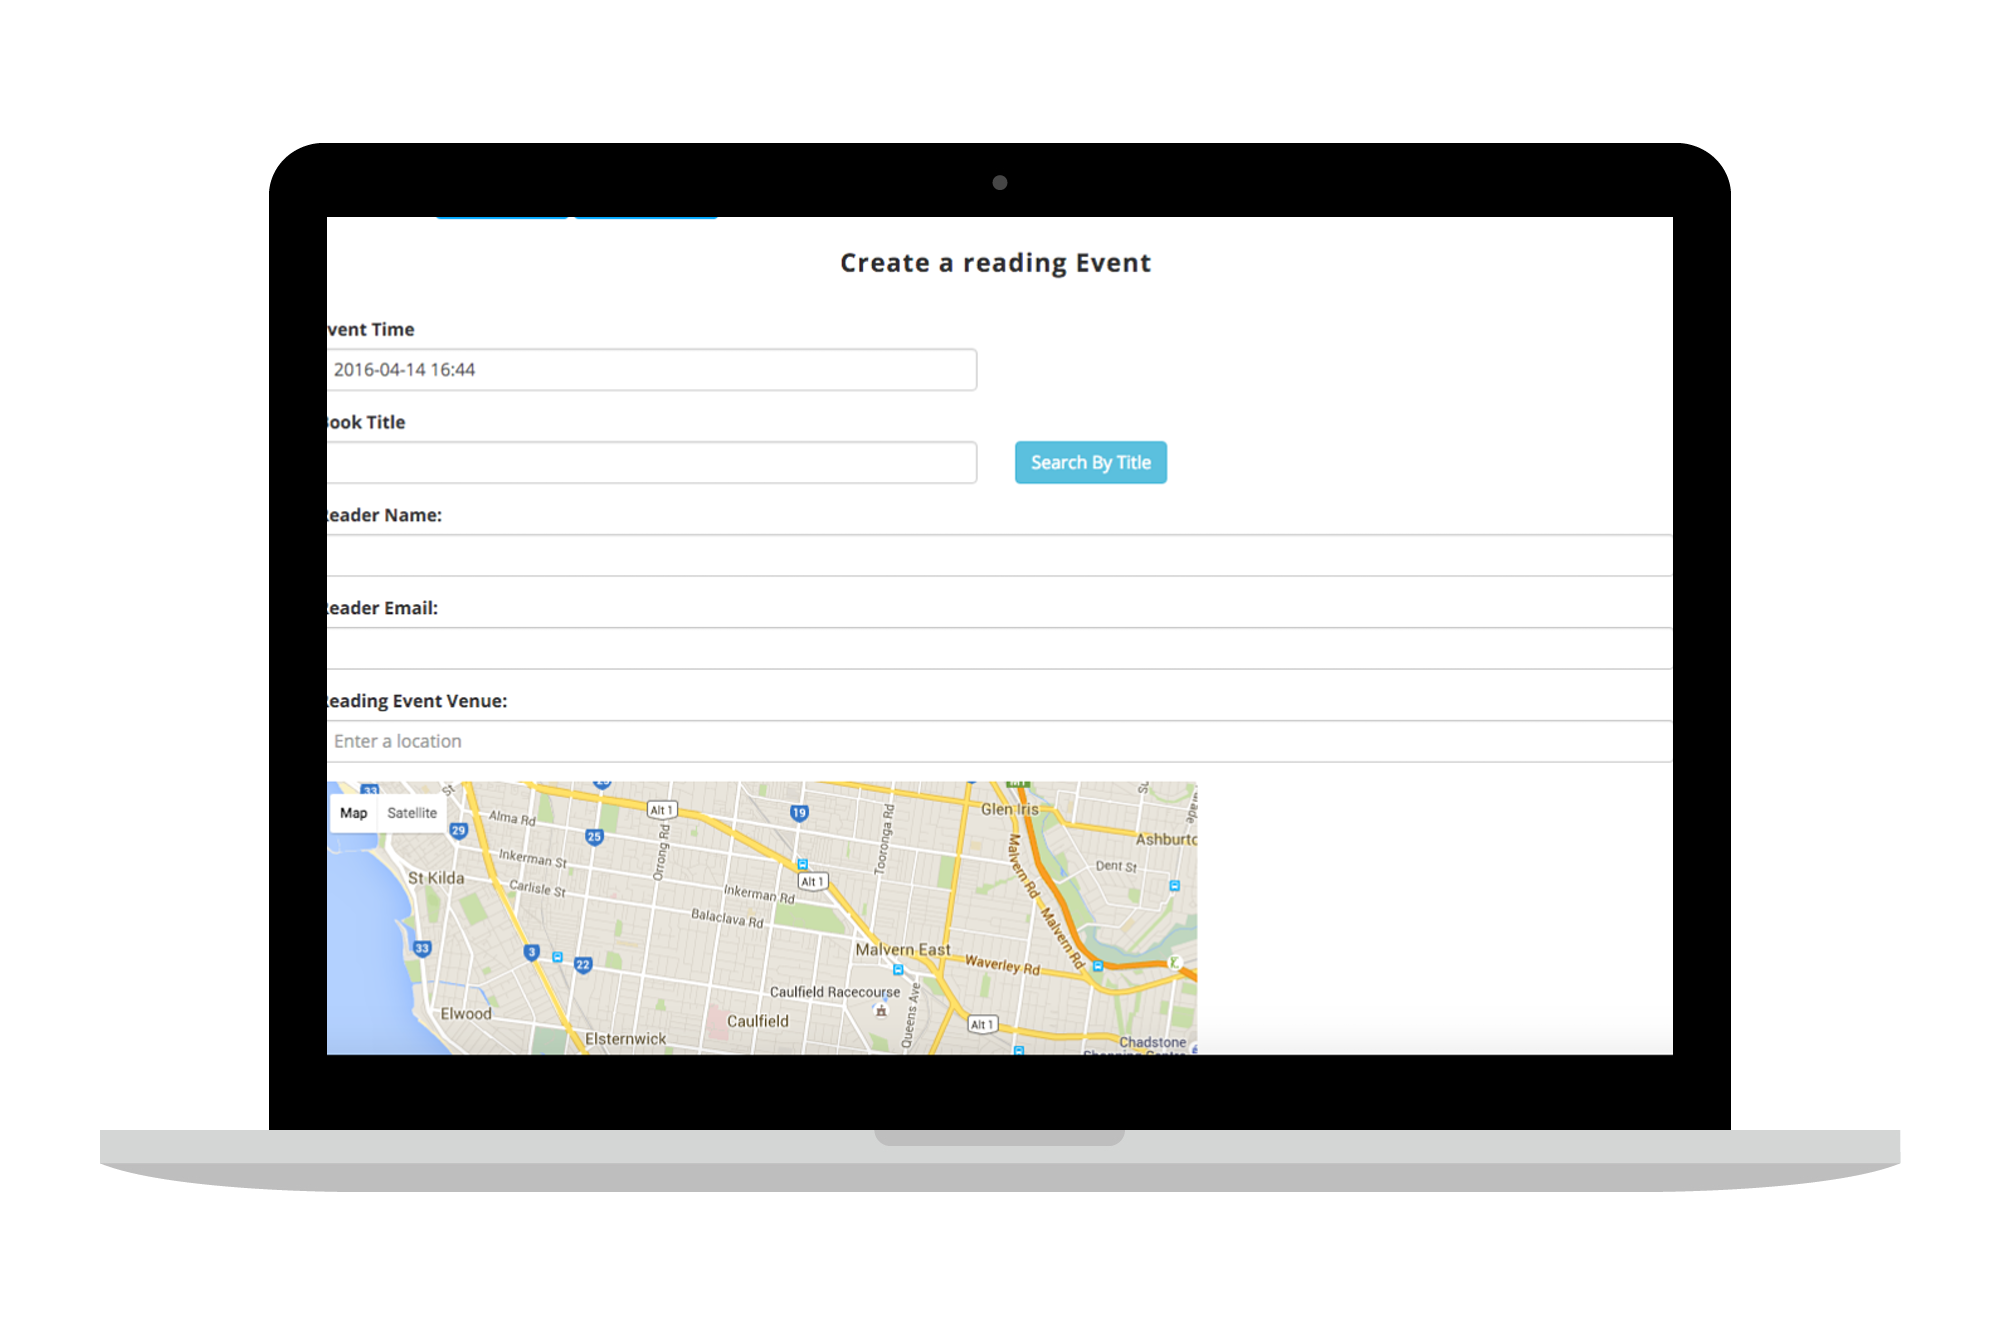 Create a reading Event
vent Time
2016-04-14 16:44
ook Title
Search By Title
eader Name:
eader Email:
eading Event Venue:
Enter a location
33
Map
Satellite
St
29
Alma Rd
25
Orrong Rd
Alt 1
19
Tooronga Rd
Glen Iris
Ashburto
Dent St
Malvern Rd
Malvern Rd
Inkerman St
St Kilda
Carlisle St
Alt 1
Inkerman Rd
Balaclava Rd
33
3
22
Malvern East
Waverley Rd
Caulfield Racecourse
Queens Ave
Elwood
Caulfield
Elsternwick
Alt 1
Chadstone